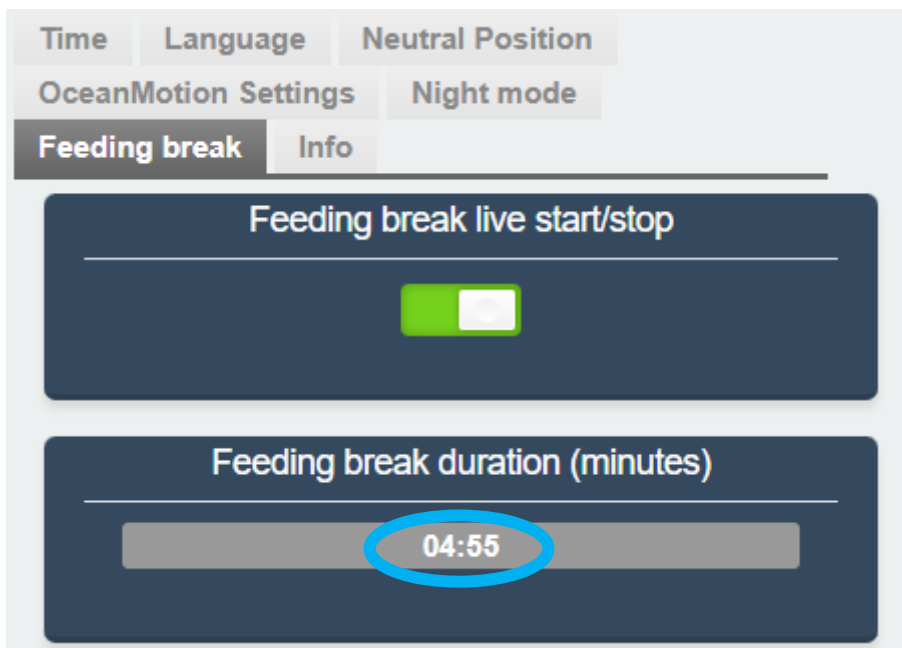 Time Language Neutral Position
OceanMotion Settings Night mode
Feeding break Info
Feeding break live start/stop
Feeding break duration (minutes)
04:55